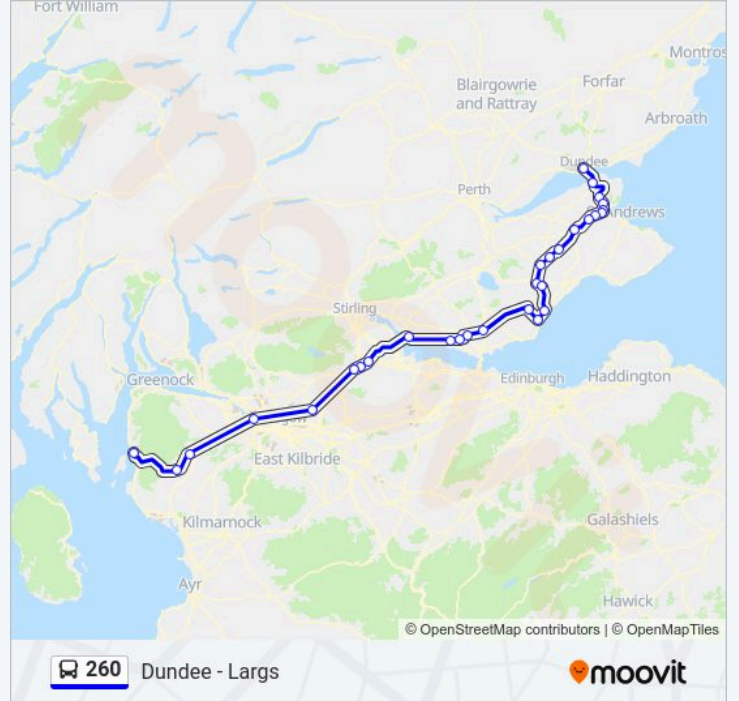 Fort William
Montros
Blairgowrie
and Rattray
Forfar
Arbroath
Dundee
Perth
Andrews
Stirling
Greenock
Edinburgh
Haddington
East Kilbride
Kilmarnock
Galashiels
Ayr
Hawick
© OpenStreetMap contributors | © OpenMapTiles
260 Dundee - Largs
moovit